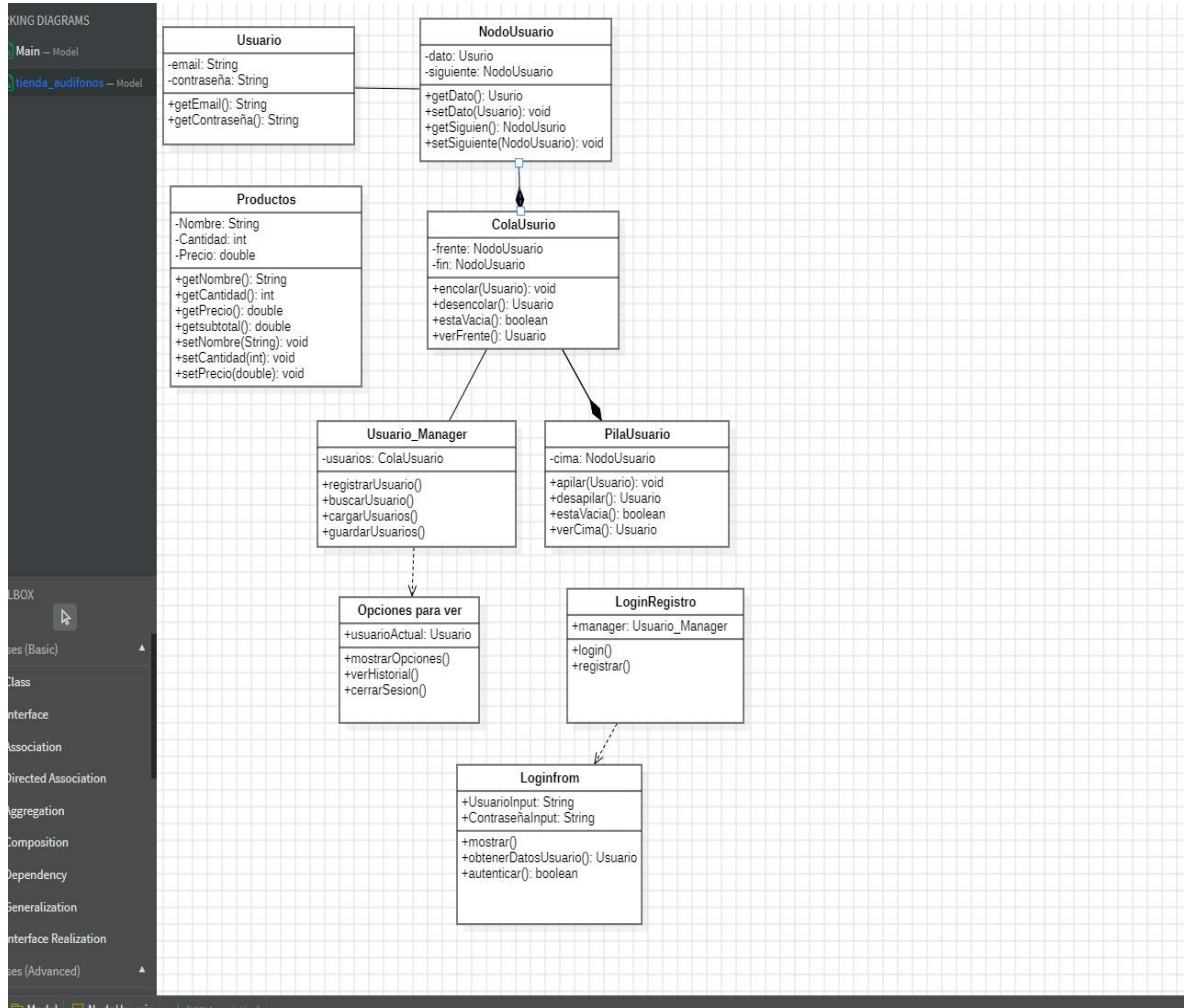 RKING DIAGRAMS
Main — Model
tienda_audífonos — Model
Usuario
-email: String
-contraseña: String
+getEmail(): String
+getContraseña(): String
NodoUsuario
-dato: Usurio
-siguiente: NodoUsuario
+getDato(): Usurio
+setDato(Usuario): void
+getSiguien(): NodoUsurio
+setSiguiente(NodoUsuario): void
Productos
-Nombre: String
-Cantidad: int
-Precio: double
+getNombre(): String
+getCantidad(): int
+getPrecio(): double
+getsubtotal(): double
+setNombre(String): void
+setCantidad(int): void
+setPrecio(double): void
ColaUsurio
-frente: NodoUsuario
-fin: NodoUsuario
+encolar(Usuario): void
+desencolar(): Usuario
+estaVacia(): boolean
+verFrente(): Usuario
Usuario_Manager
-usuarios: ColaUsuario
+registrarUsuario()
+buscarUsuario()
+cargarUsuarios()
+guardarUsuarios()
PilaUsuario
-cima: NodoUsuario
+apilar(Usuario): void
+desapilar(): Usuario
+estaVacia(): boolean
+verCima(): Usuario
Opciones para ver
+usuarioActual: Usuario
+mostrarOpciones()
+verHistorial()
+cerrarSesion()
LoginRegistro
+manager: Usuario_Manager
+login()
+registrar()
Loginfrom
+UsuarioInput: String
+ContraseñaInput: String
+mostrar()
+obtenerDatosUsuario(): Usuario
+autenticar(): boolean
LBOX
ses (Basic)
Class
nterface
Association
Directed Association
Aggregation
Composition
Dependency
Generalization
nterface Realization
ses (Advanced)